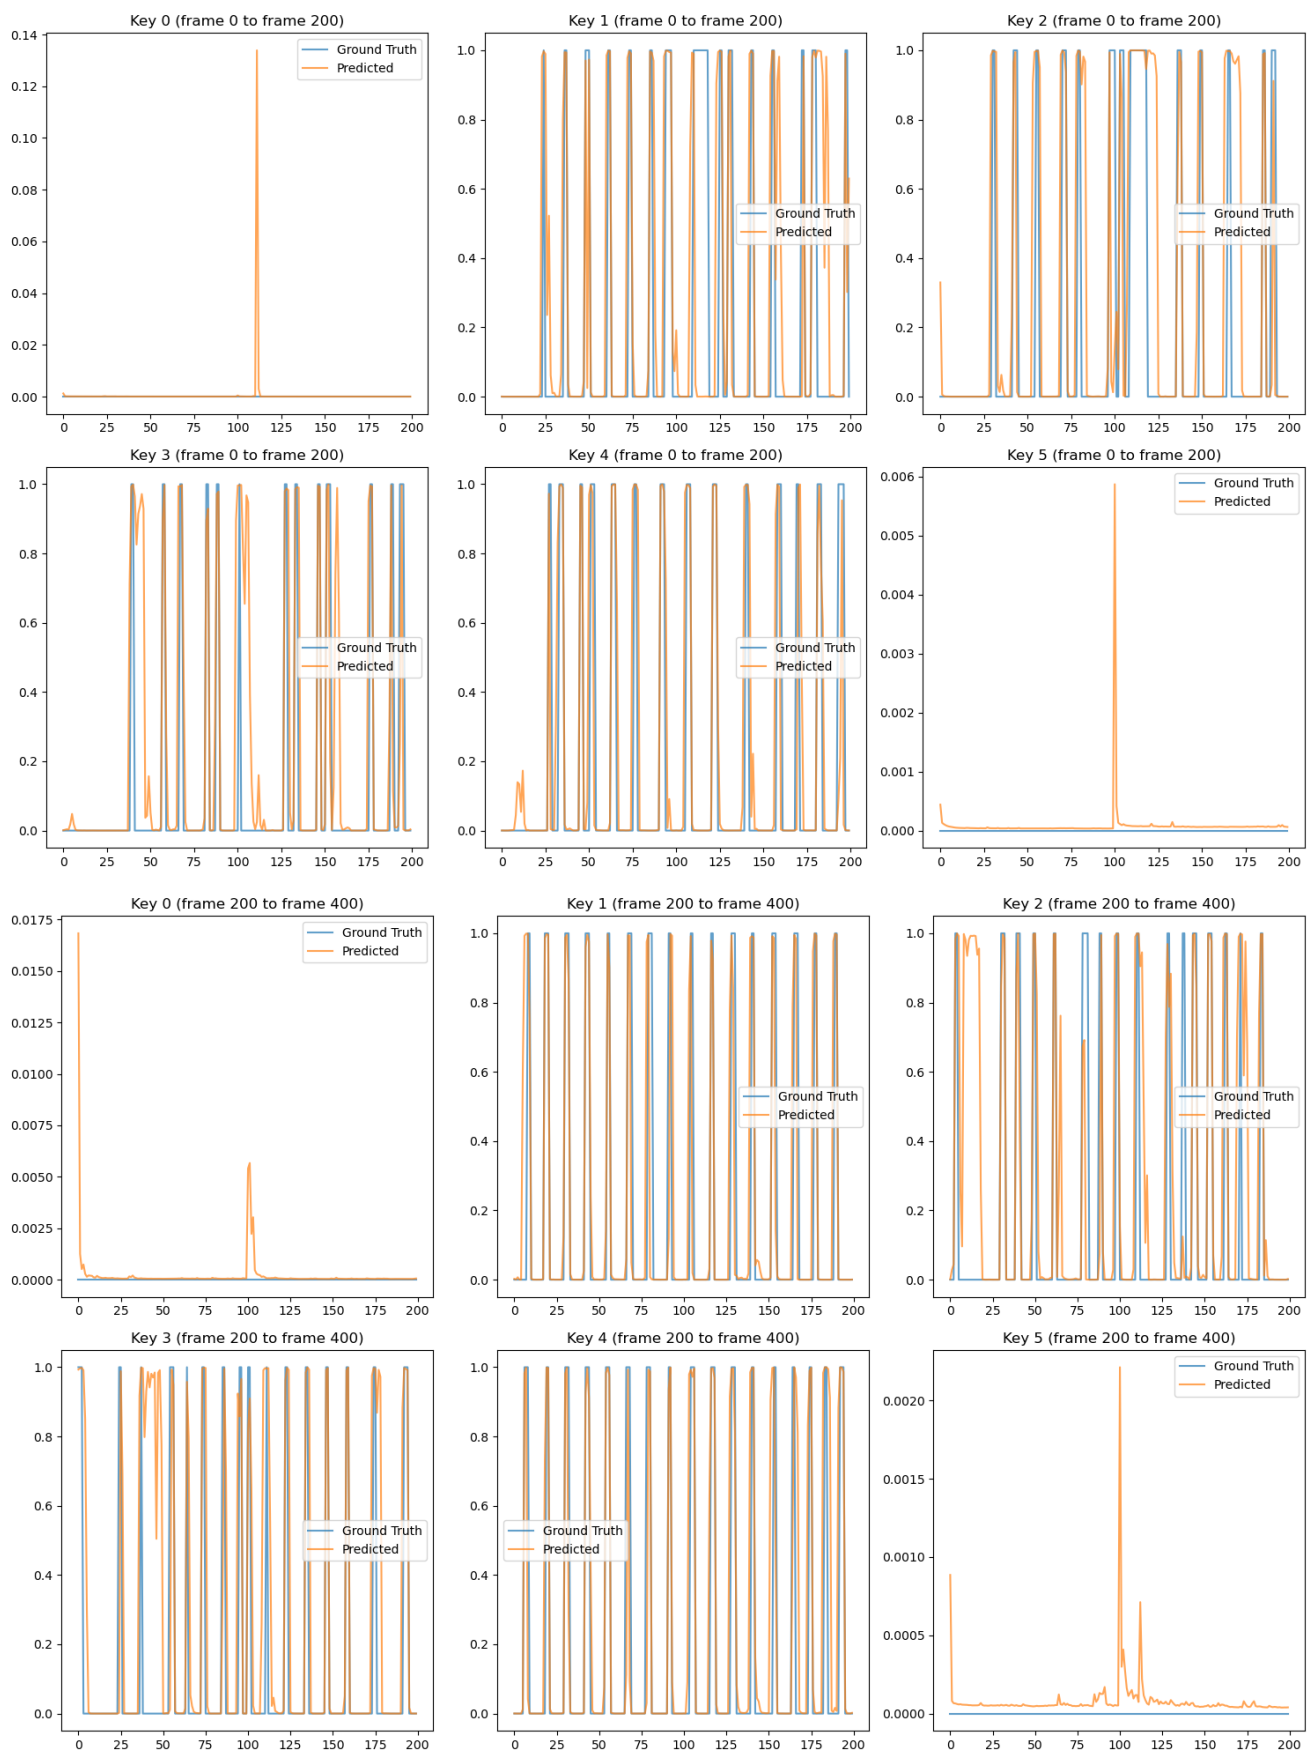 Key 0 (frame 0 to frame 200)
0.14
0.12
0.10
0.08
0.06
0.04
0.02
0.00
0 25 50 75 100 125 150 175 200
Ground Truth
Predicted
Key 1 (frame 0 to frame 200)
1.0
0.8
0.6
0.4
0.2
0.0
0 25 50 75 100 125 150 175 200
Ground Truth
Predicted
Key 2 (frame 0 to frame 200)
1.0
0.8
0.6
0.4
0.2
0.0
0 25 50 75 100 125 150 175 200
Ground Truth
Predicted
Key 3 (frame 0 to frame 200)
1.0
0.8
0.6
0.4
0.2
0.0
0 25 50 75 100 125 150 175 200
Ground Truth
Predicted
Key 4 (frame 0 to frame 200)
1.0
0.8
0.6
0.4
0.2
0.0
0 25 50 75 100 125 150 175 200
Ground Truth
Predicted
Key 5 (frame 0 to frame 200)
0.006
0.005
0.004
0.003
0.002
0.001
0.000
0 25 50 75 100 125 150 175 200
Ground Truth
Predicted
Key 0 (frame 200 to frame 400)
0.0175
0.0150
0.0125
0.0100
0.0075
0.0050
0.0025
0.0000
0 25 50 75 100 125 150 175 200
Ground Truth
Predicted
Key 1 (frame 200 to frame 400)
1.0
0.8
0.6
0.4
0.2
0.0
0 25 50 75 100 125 150 175 200
Ground Truth
Predicted
Key 2 (frame 200 to frame 400)
1.0
0.8
0.6
0.4
0.2
0.0
0 25 50 75 100 125 150 175 200
Ground Truth
Predicted
Key 3 (frame 200 to frame 400)
1.0
0.8
0.6
0.4
0.2
0.0
0 25 50 75 100 125 150 175 200
Ground Truth
Predicted
Key 4 (frame 200 to frame 400)
1.0
0.8
0.6
0.4
0.2
0.0
0 25 50 75 100 125 150 175 200
Ground Truth
Predicted
Key 5 (frame 200 to frame 400)
0.0020
0.0015
0.0010
0.0005
0.0000
0 25 50 75 100 125 150 175 200
Ground Truth
Predicted